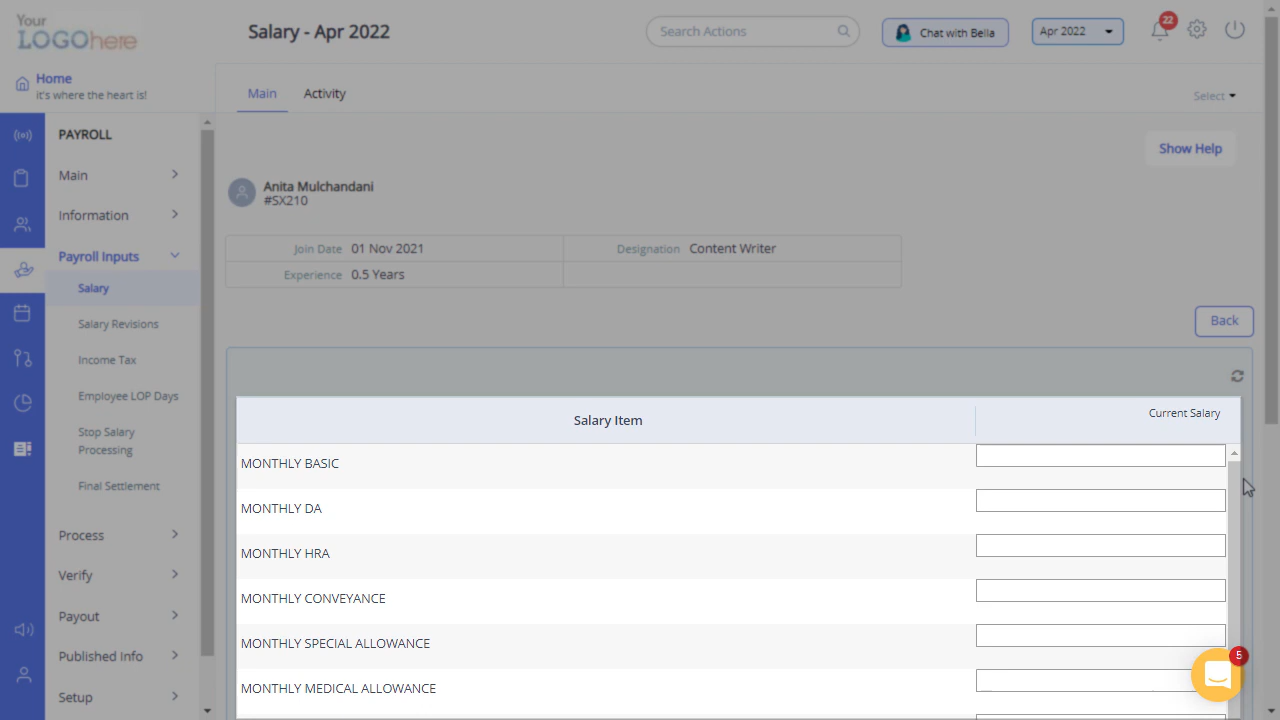 Your
LOGOhere
Salary - Apr 2022
Search Actions
Chat with Bella
Apr 2022
22
Home
it's where the heart is!
Main
Activity
Select
PAYROLL
Main
Information
Payroll Inputs
Salary
Salary Revisions
Income Tax
Employee LOP Days
Stop Salary
Processing
Final Settlement
Process
Verify
Payout
Published Info
Setup
Show Help
Anita Mulchandani
#SX210
Join Date 01 Nov 2021
Designation Content Writer
Experience 0.5 Years
Back
Salary Item
Current Salary
MONTHLY BASIC
MONTHLY DA
MONTHLY HRA
MONTHLY CONVEYANCE
MONTHLY SPECIAL ALLOWANCE
MONTHLY MEDICAL ALLOWANCE
5